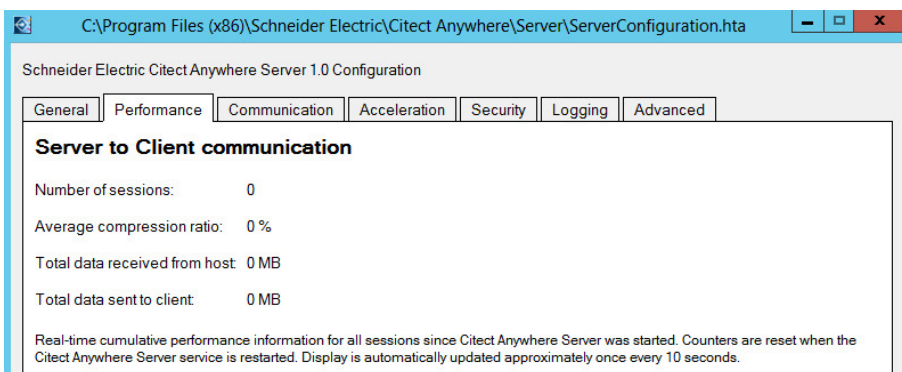 C:\Program Files (x86)\Schneider Electric\Citect Anywhere\Server\ServerConfiguration.hta
Schneider Electric Citect Anywhere Server 1.0 Configuration
General Performance Communication Acceleration Security Logging Advanced
Server to Client communication
Number of sessions: 0
Average compression ratio: 0 %
Total data received from host: 0 MB
Total data sent to client: 0 MB
Real-time cumulative performance information for all sessions since Citect Anywhere Server was started. Counters are reset when the
Citect Anywhere Server service is restarted. Display is automatically updated approximately once every 10 seconds.